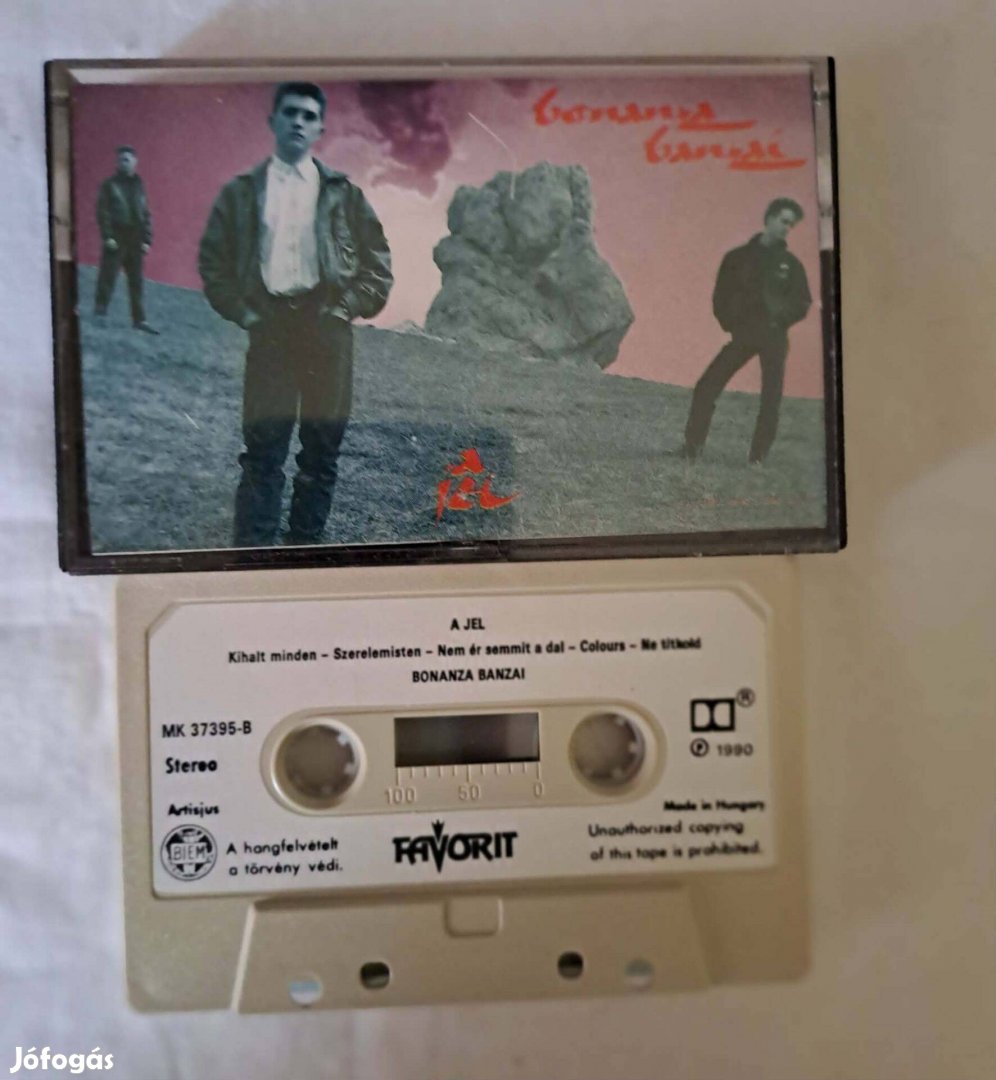 Bonanza
Banzai
A
JEL
A JEL
Kihalt minden – Szerelemisten – Nem ér semmit a dal – Colours – Ne titkold
BONANZA BANZAI
MK 37395-B
Stereo
Artisjus
BIEM
A hangfelvételt
a törvény védi.
100 50 0
FAVORIT
®
℗ 1990
Made in Hungary
Unauthorized copying
of this tape is prohibited.
Jófogás